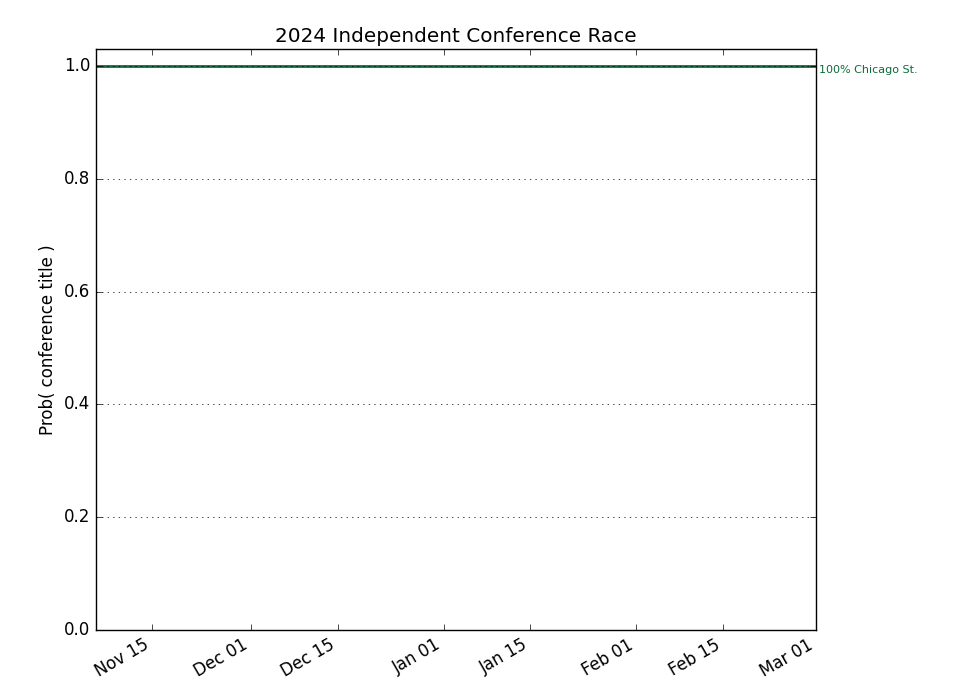 2024 Independent Conference Race
1.0
100% Chicago St.
0.8
0.6
Prob( conference title )
0.4
0.2
0.0
Nov 15
Dec 01
Dec 15
Jan 01
Jan 15
Feb 01
Feb 15
Mar 01